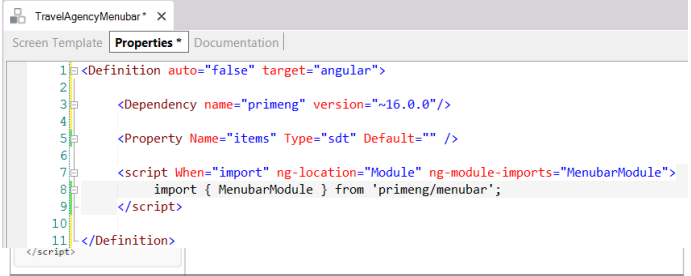 TravelAgencyMenubar* X
Screen Template Properties * Documentation
1 <Definition auto="false" target="angular">
2
3 <Dependency name="primeng" version="~16.0.0"/>
4
5 <Property Name="items" Type="sdt" Default="" />
6
7 <script When="import" ng-location="Module" ng-module-imports="MenubarModule">
8 import { MenubarModule } from 'primeng/menubar';
9 </script>
10
11 </Definition>
</script>